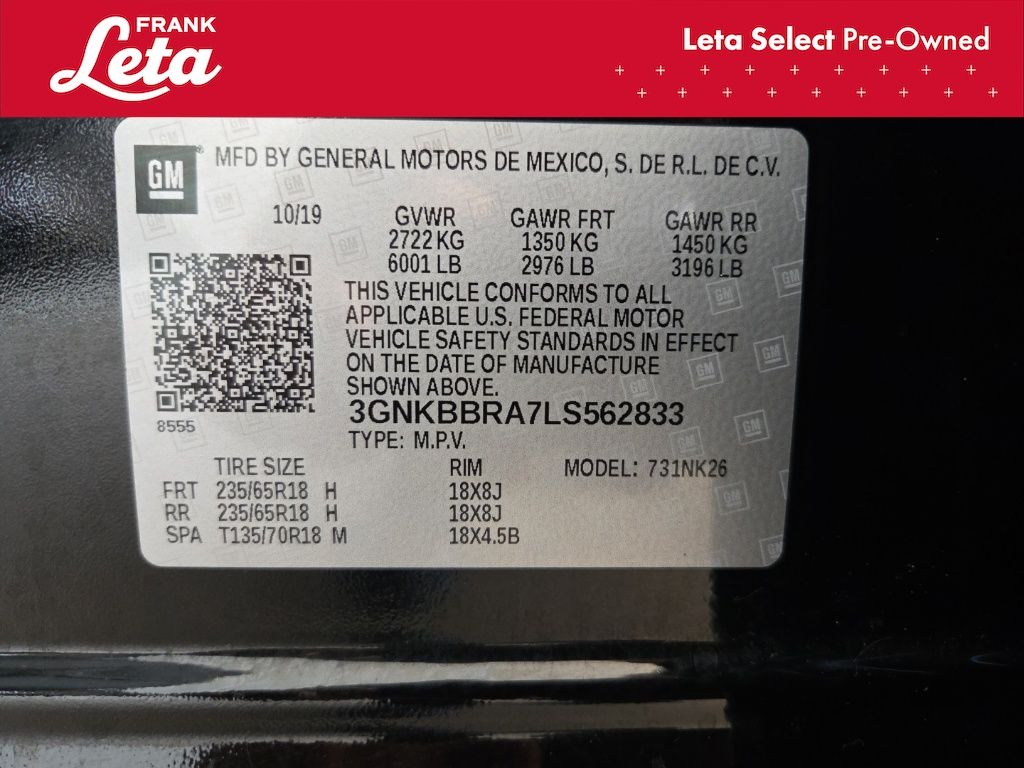 FRANK
Leta
Leta Select Pre-Owned
GM
MFD BY GENERAL MOTORS DE MEXICO, S. DE R.L. DE C.V.
10/19 GVWR GAWR FRT GAWR RR
2722 KG 1350 KG 1450 KG
6001 LB 2976 LB 3196 LB
THIS VEHICLE CONFORMS TO ALL
APPLICABLE U.S. FEDERAL MOTOR
VEHICLE SAFETY STANDARDS IN EFFECT
ON THE DATE OF MANUFACTURE
SHOWN ABOVE.
3GNKBBRA7LS562833
8555
TYPE: M.P.V.
TIRE SIZE RIM MODEL: 731NK26
FRT 235/65R18 H 18X8J
RR 235/65R18 H 18X8J
SPA T135/70R18 M 18X4.5B